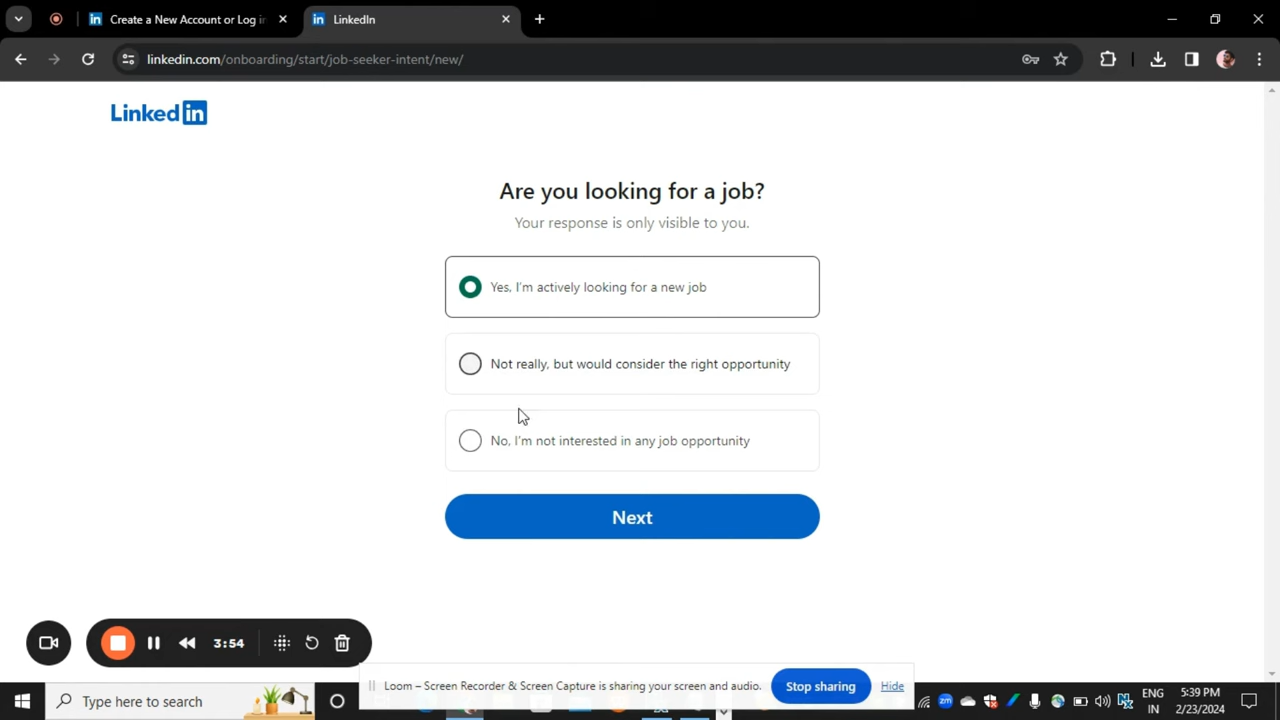 Create a New Account or Log in
LinkedIn
linkedin.com/onboarding/start/job-seeker-intent/new/
Linked in
Are you looking for a job?
Your response is only visible to you.
Yes, I'm actively looking for a new job
Not really, but would consider the right opportunity
No, I'm not interested in any job opportunity
Next
3:54
Loom – Screen Recorder & Screen Capture is sharing your screen and audio.
Stop sharing
Hide
Type here to search
ENG
IN
5:39 PM
2/23/2024